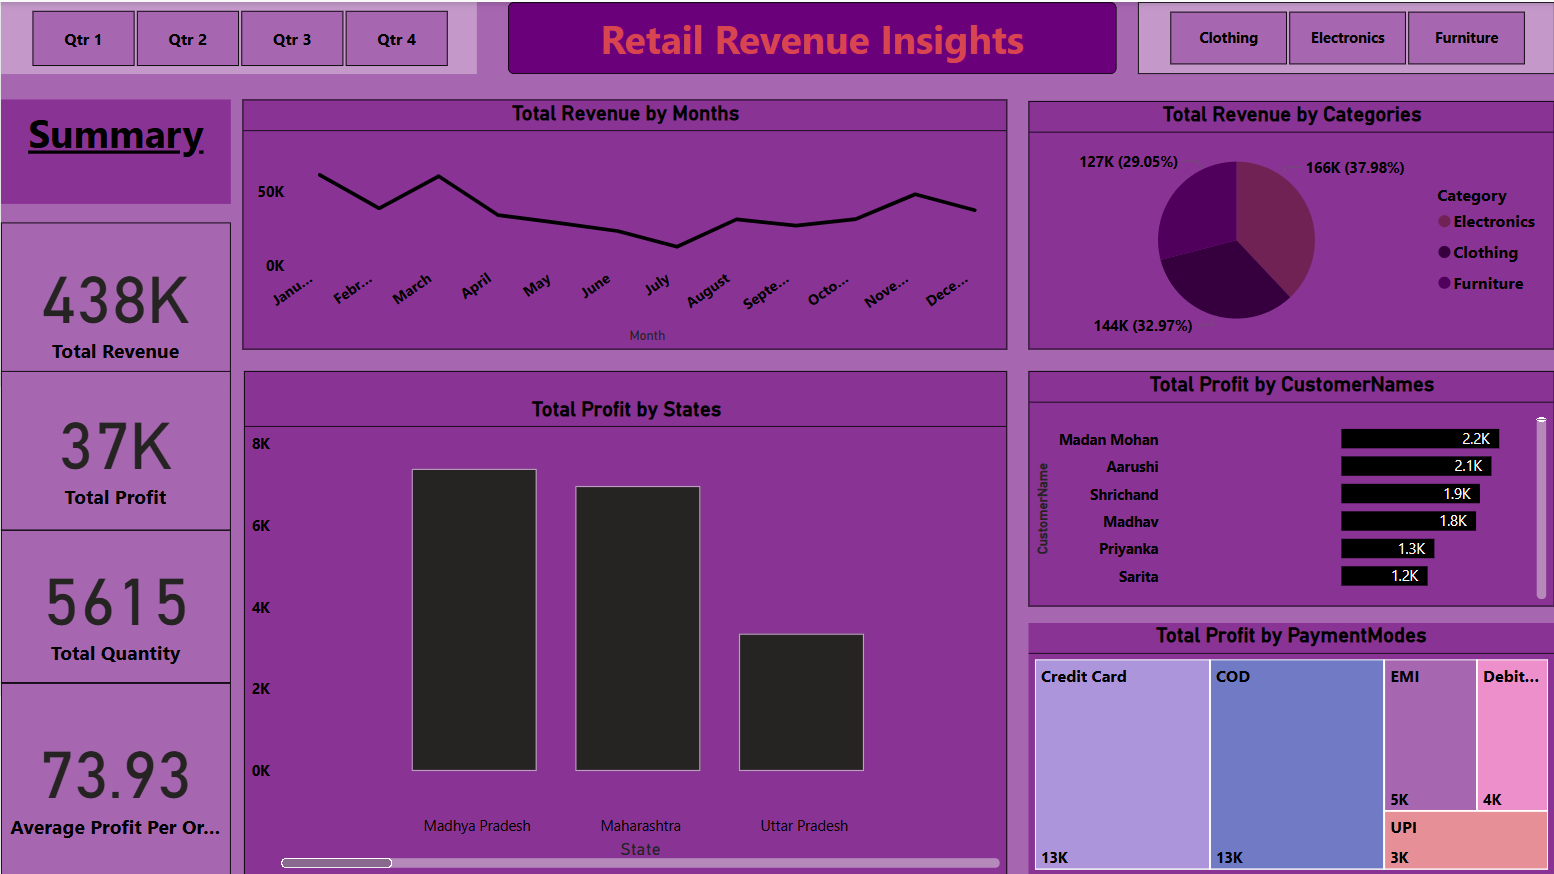 Qtr 1
Qtr 2
Qtr 3
Qtr 4
Retail Revenue Insights
Clothing
Electronics
Furniture
Summary
438K
Total Revenue
37K
Total Profit
5615
Total Quantity
73.93
Average Profit Per Or...
Total Revenue by Months
50K
0K
Janu...
Febr...
March
April
May
June
July
August
Septe...
Octo...
Nove...
Dece...
Month
Total Revenue by Categories
127K (29.05%)
166K (37.98%)
144K (32.97%)
Category
Electronics
Clothing
Furniture
Total Profit by States
8K
6K
4K
2K
0K
Madhya Pradesh
Maharashtra
Uttar Pradesh
State
Total Profit by CustomerNames
CustomerName
Madan Mohan 2.2K
Aarushi 2.1K
Shrichand 1.9K
Madhav 1.8K
Priyanka 1.3K
Sarita 1.2K
Total Profit by PaymentModes
Credit Card
13K
COD
13K
EMI
5K
Debit...
4K
UPI
3K